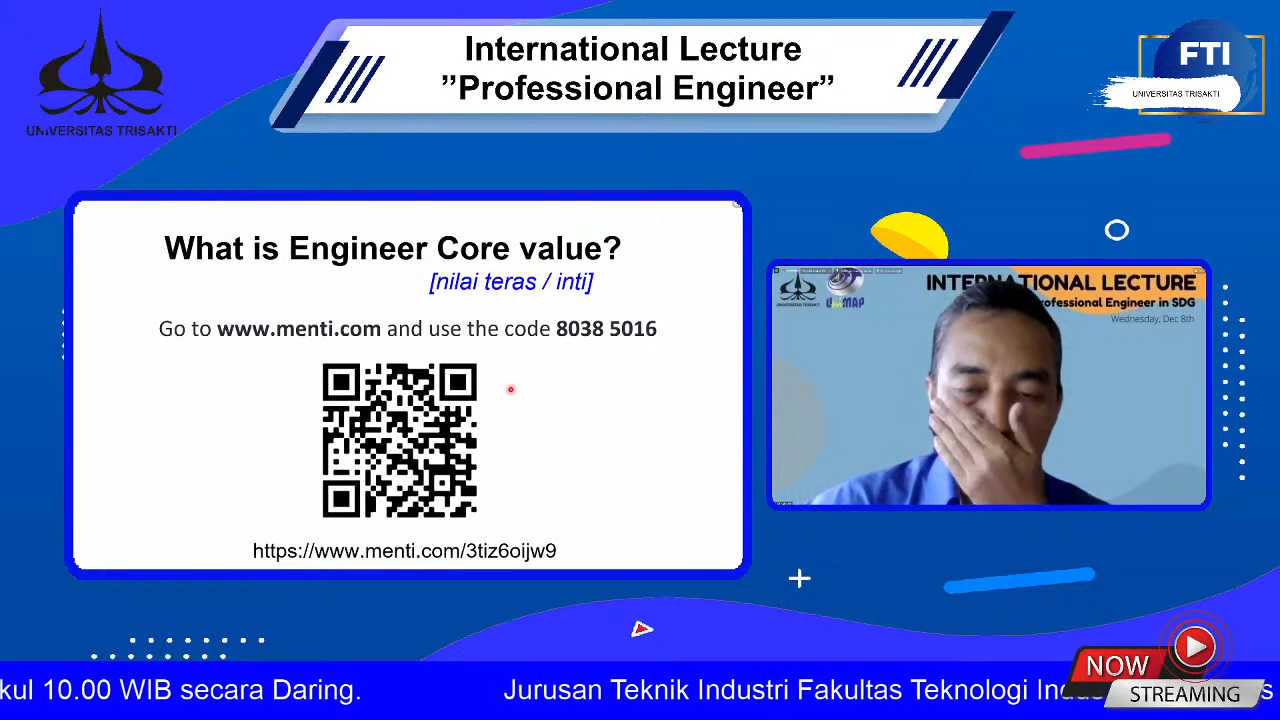 International Lecture
”Professional Engineer”
UNIVERSITAS TRISAKTI
FTI
UNIVERSITAS TRISAKTI
What is Engineer Core value?
[nilai teras / inti]
Go to www.menti.com and use the code 8038 5016
https://www.menti.com/3tiz6oijw9
INTERNATIONAL LECTURE
Professional Engineer in SDG
Wednesday, Dec 8th
UniMAP
kul 10.00 WIB secara Daring.
Jurusan Teknik Industri Fakultas Teknologi
NOW
STREAMING